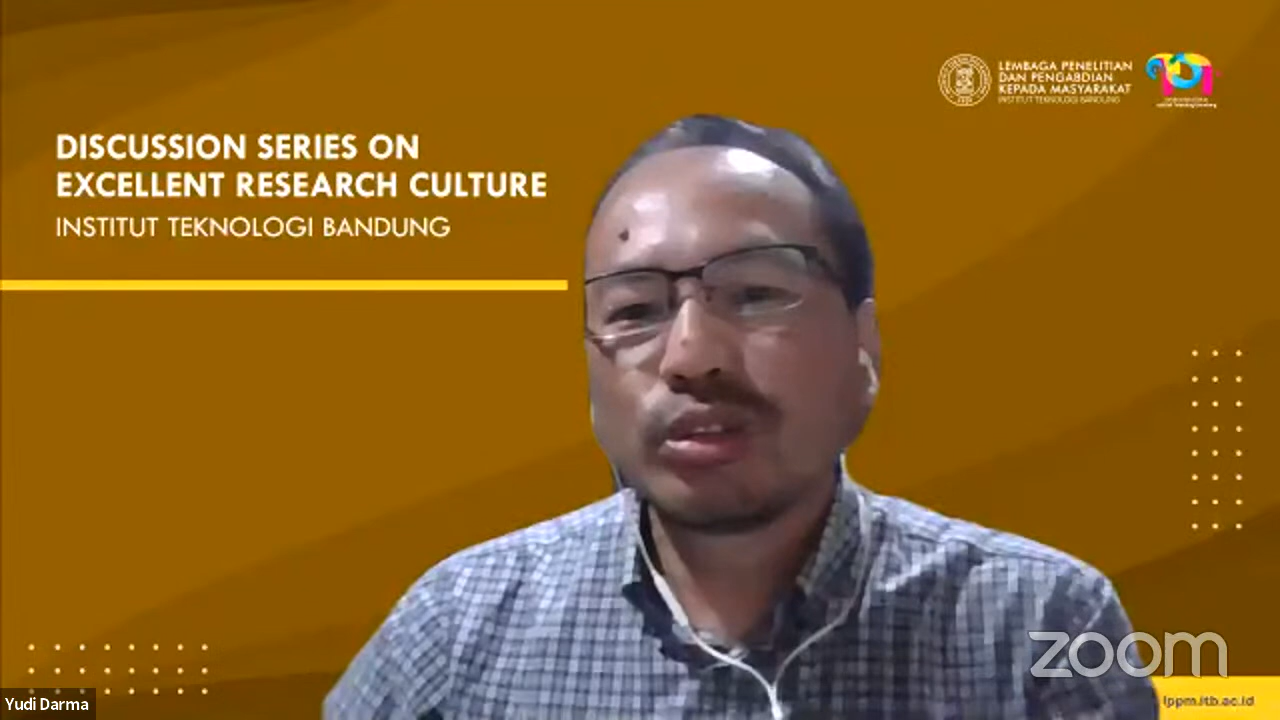 LEMBAGA PENELITIAN
DAN PENGABDIAN
KEPADA MASYARAKAT
INSTITUT TEKNOLOGI BANDUNG
DISCUSSION SERIES ON
EXCELLENT RESEARCH CULTURE
INSTITUT TEKNOLOGI BANDUNG
zoom
Yudi Darma
lppm.itb.ac.id